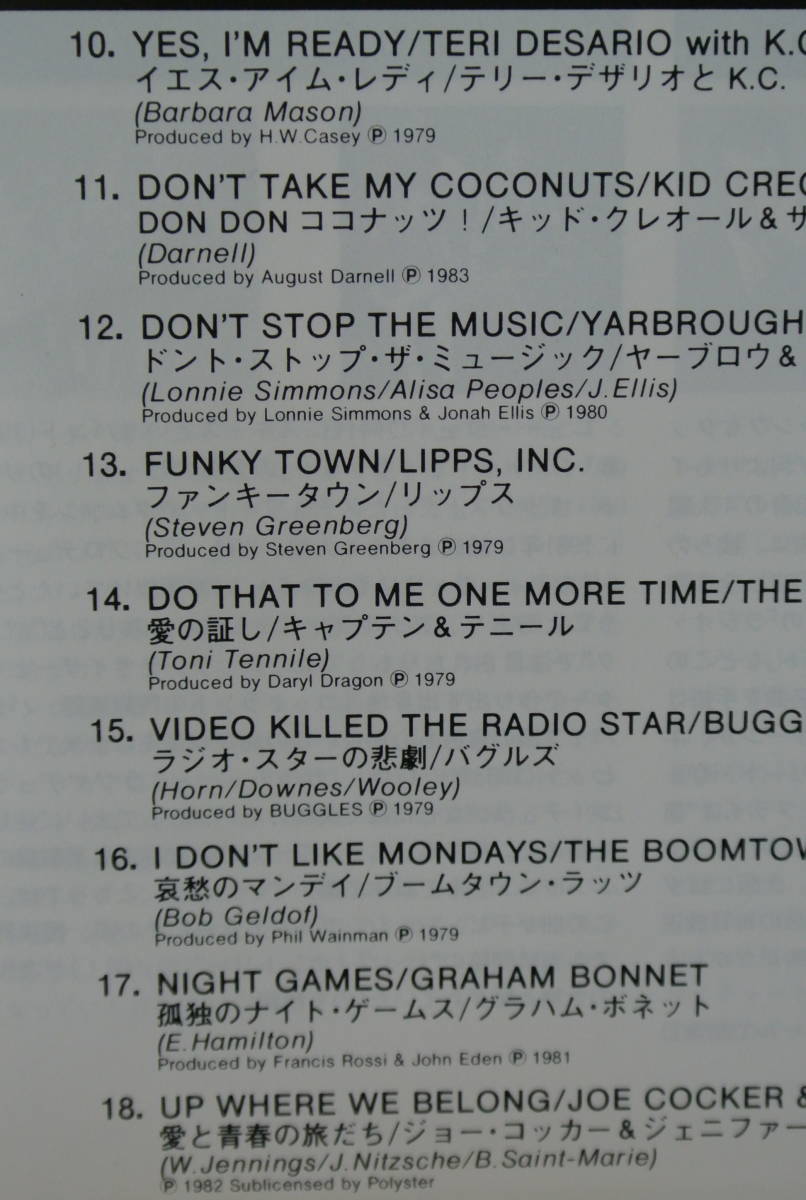 10. YES, I'M READY/TERI DESARIO with K.C
イエス・アイム・レディ/テリー・デザリオと K.C.
(Barbara Mason)
Produced by H.W.Casey Ⓟ 1979
11. DON'T TAKE MY COCONUTS/KID CREO
DON DON ココナッツ!/キッド・クレオール&ザ
(Darnell)
Produced by August Darnell Ⓟ 1983
12. DON'T STOP THE MUSIC/YARBROUGH
ドント・ストップ・ザ・ミュージック/ヤーブロウ&
(Lonnie Simmons/Alisa Peoples/J.Ellis)
Produced by Lonnie Simmons & Jonah Ellis Ⓟ 1980
13. FUNKY TOWN/LIPPS, INC.
ファンキータウン/リップス
(Steven Greenberg)
Produced by Steven Greenberg Ⓟ 1979
14. DO THAT TO ME ONE MORE TIME/THE
愛の証し/キャプテン&テニール
(Toni Tennile)
Produced by Daryl Dragon Ⓟ 1979
15. VIDEO KILLED THE RADIO STAR/BUGG
ラジオ・スターの悲劇/バグルズ
(Horn/Downes/Wooley)
Produced by BUGGLES Ⓟ 1979
16. I DON'T LIKE MONDAYS/THE BOOMTOW
哀愁のマンデイ/ブームタウン・ラッツ
(Bob Geldof)
Produced by Phil Wainman Ⓟ 1979
17. NIGHT GAMES/GRAHAM BONNET
孤独のナイト・ゲームス/グラハム・ボネット
(E.Hamilton)
Produced by Francis Rossi & John Eden Ⓟ 1981
18. UP WHERE WE BELONG/JOE COCKER &
愛と青春の旅だち/ジョー・コッカー&ジェニファー
(W.Jennings/J.Nitzsche/B.Saint-Marie)
Ⓟ 1982 Sublicensed by Polyster